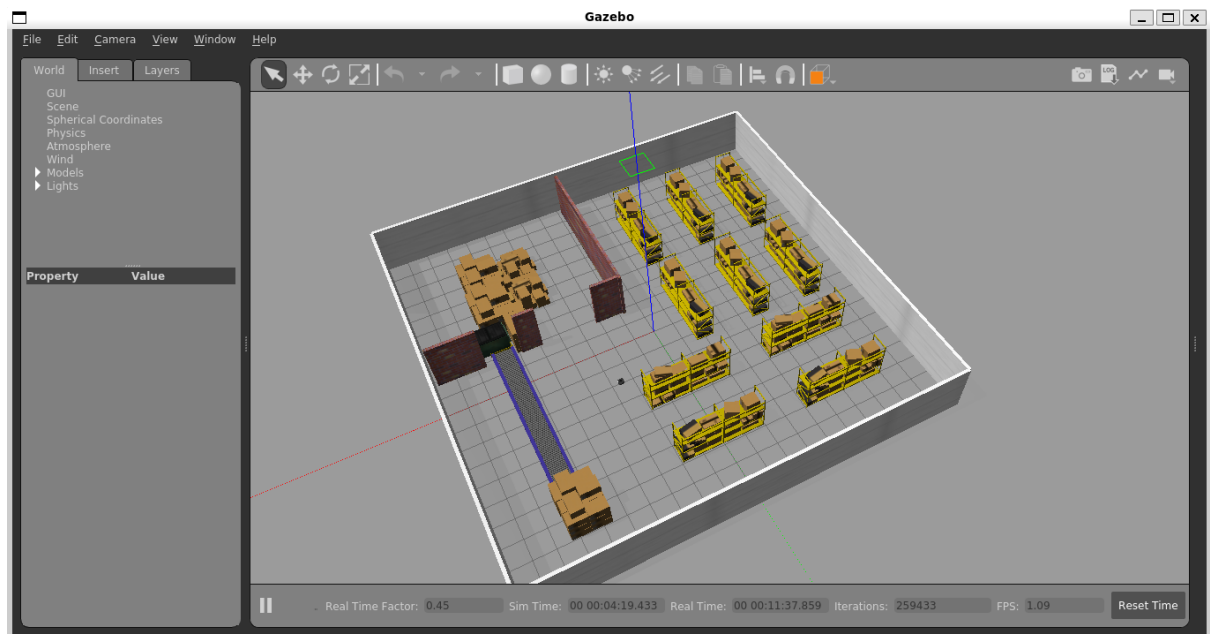 Gazebo
File Edit Camera View Window Help
World Insert Layers
GUI
Scene
Spherical Coordinates
Physics
Atmosphere
Wind
Models
Lights
Property Value
LOG
Real Time Factor: 0.45 Sim Time: 00 00:04:19.433 Real Time: 00 00:11:37.859 Iterations: 259433 FPS: 1.09 Reset Time